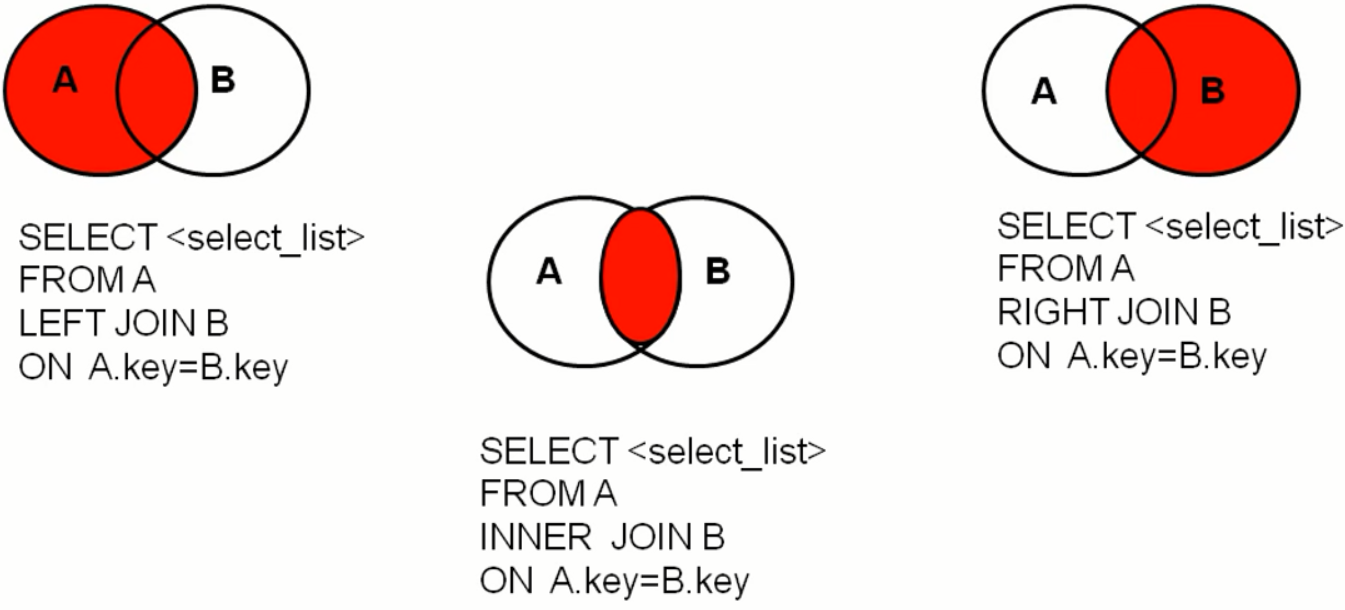 A
B
SELECT <select_list>
FROM A
LEFT JOIN B
ON A.key=B.key
A
B
SELECT <select_list>
FROM A
INNER JOIN B
ON A.key=B.key
A
B
SELECT <select_list>
FROM A
RIGHT JOIN B
ON A.key=B.key